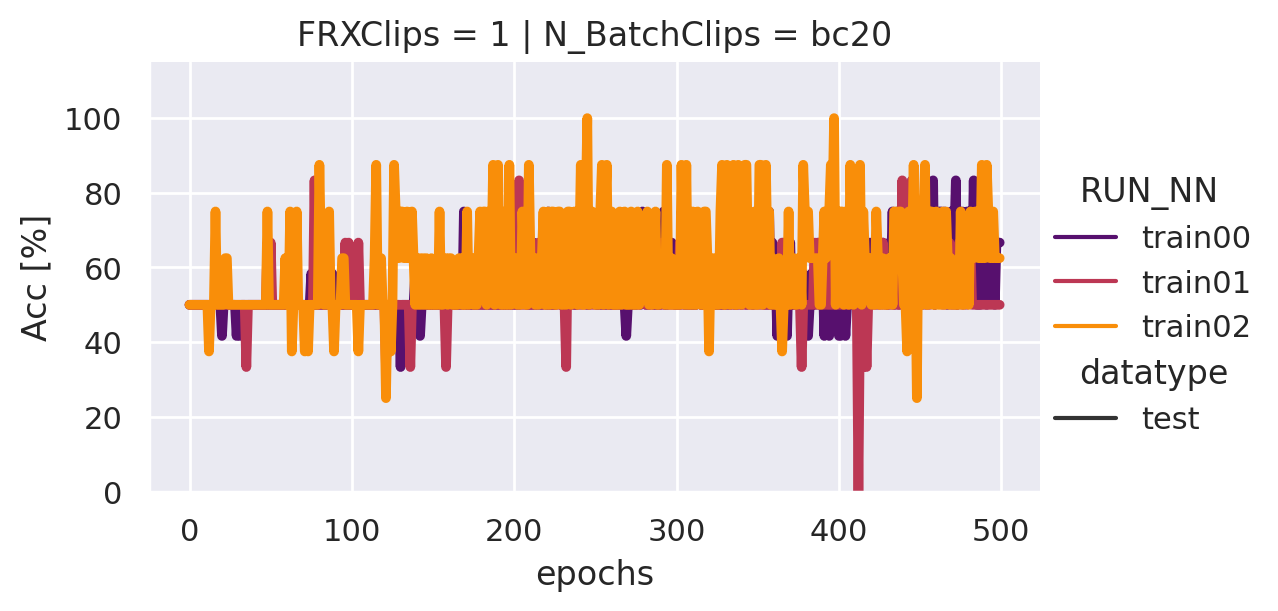 FRXClips = 1 | N_BatchClips = bc20
Acc [%]
100
80
60
40
20
0
0 100 200 300 400 500
epochs
RUN_NN
train00
train01
train02
datatype
test